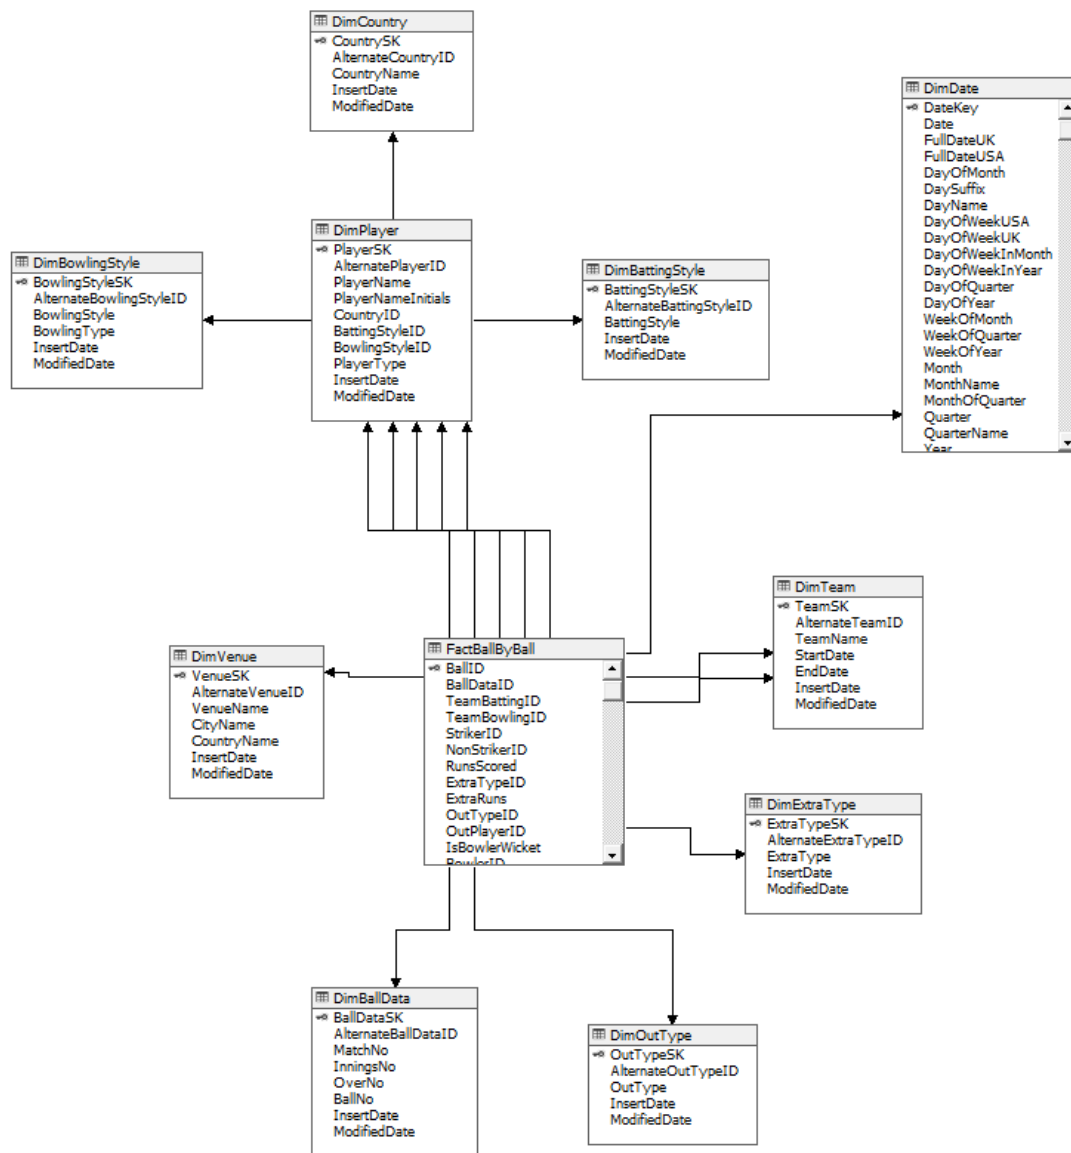 DimCountry
CountrySK
AlternateCountryID
CountryName
InsertDate
ModifiedDate
DimDate
DateKey
Date
FullDateUK
FullDateUSA
DayOfMonth
DaySuffix
DayName
DayOfWeekUSA
DayOfWeekUK
DayOfWeekInMonth
DayOfWeekInYear
DayOfQuarter
DayOfYear
WeekOfMonth
WeekOfQuarter
WeekOfYear
Month
MonthName
MonthOfQuarter
Quarter
QuarterName
Year
DimPlayer
PlayerSK
AlternatePlayerID
PlayerName
PlayerNameInitials
CountryID
BattingStyleID
BowlingStyleID
PlayerType
InsertDate
ModifiedDate
DimBowlingStyle
BowlingStyleSK
AlternateBowlingStyleID
BowlingStyle
BowlingType
InsertDate
ModifiedDate
DimBattingStyle
BattingStyleSK
AlternateBattingStyleID
BattingStyle
InsertDate
ModifiedDate
DimTeam
TeamSK
AlternateTeamID
TeamName
StartDate
EndDate
InsertDate
ModifiedDate
FactBallByBall
BallID
BallDataID
TeamBattingID
TeamBowlingID
StrikerID
NonStrikerID
RunsScored
ExtraTypeID
ExtraRuns
OutTypeID
OutPlayerID
IsBowlerWicket
BowlerID
DimVenue
VenueSK
AlternateVenueID
VenueName
CityName
CountryName
InsertDate
ModifiedDate
DimExtraType
ExtraTypeSK
AlternateExtraTypeID
ExtraType
InsertDate
ModifiedDate
DimBallData
BallDataSK
AlternateBallDataID
MatchNo
InningsNo
OverNo
BallNo
InsertDate
ModifiedDate
DimOutType
OutTypeSK
AlternateOutTypeID
OutType
InsertDate
ModifiedDate